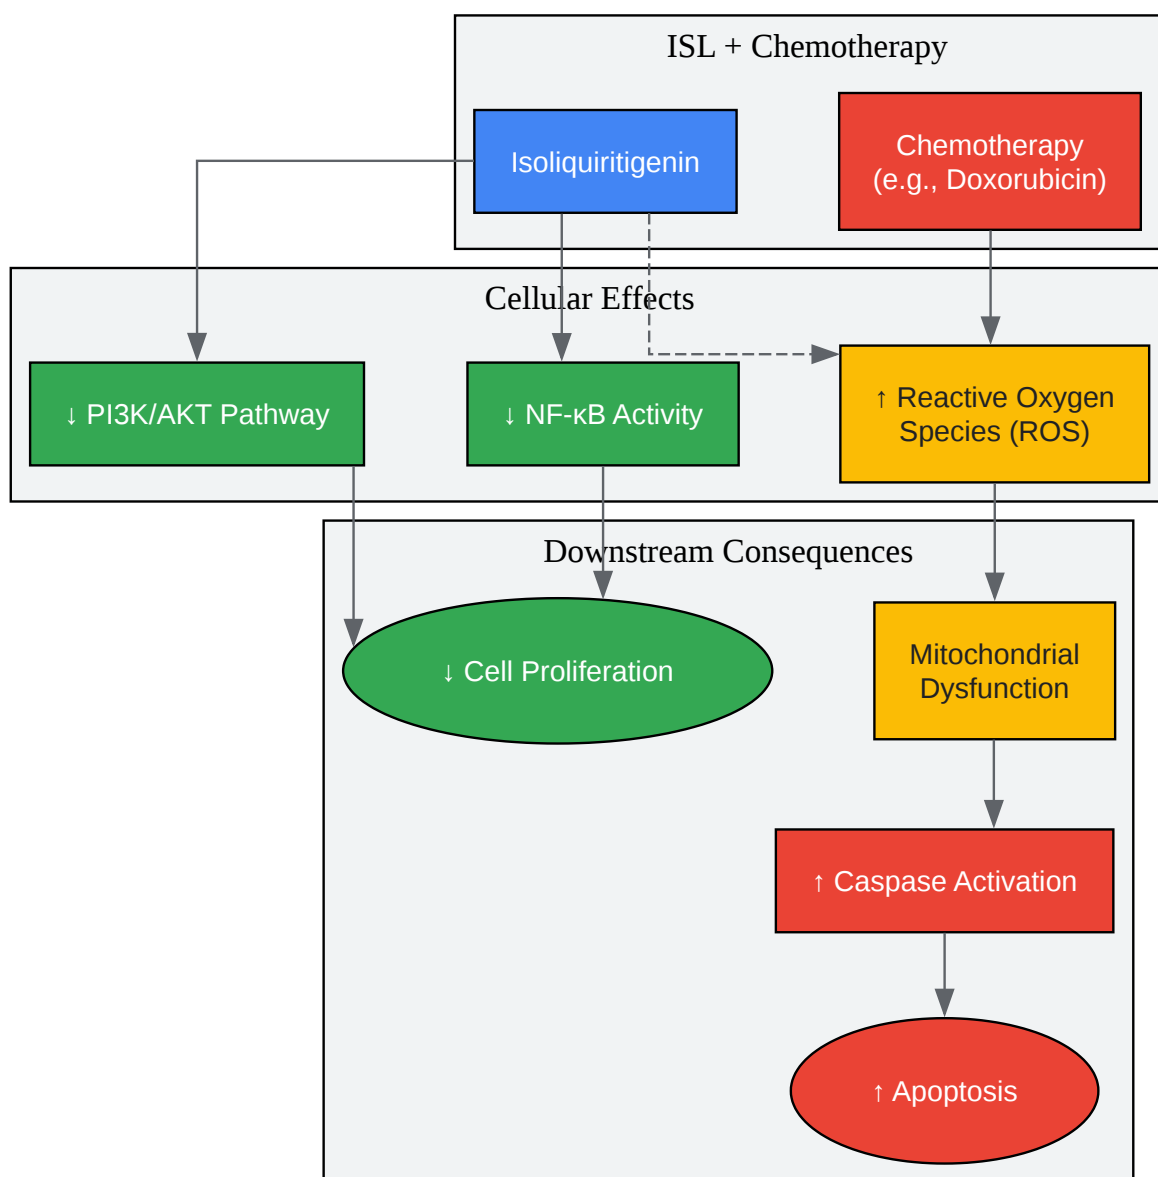 ISL + Chemotherapy
Isoliquiritigenin
Chemotherapy
(e.g., Doxorubicin)
Cellular Effects
↓ PI3K/AKT Pathway
↓ NF-κB Activity
↑ Reactive Oxygen
Species (ROS)
Downstream Consequences
↓ Cell Proliferation
Mitochondrial
Dysfunction
↑ Caspase Activation
↑ Apoptosis